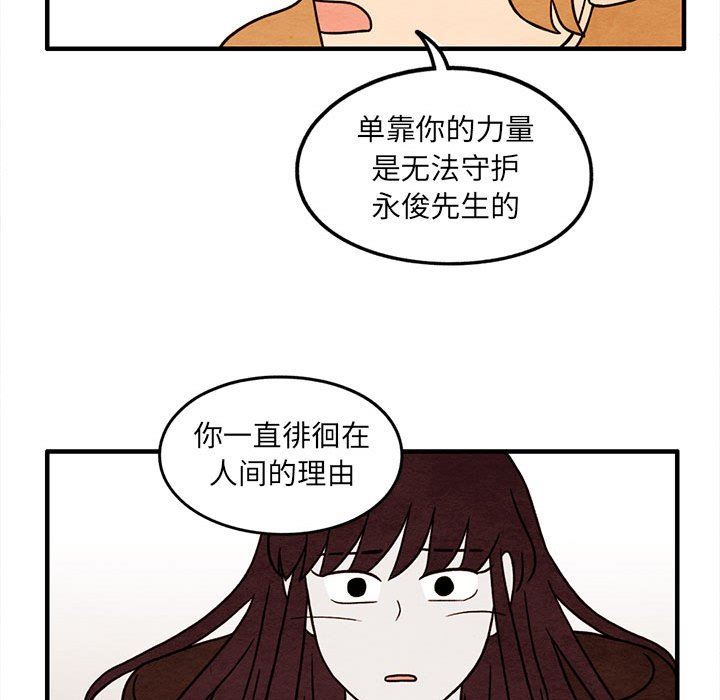 单靠你的力量
是无法守护
永俊先生的
你一直徘徊在
人间的理由